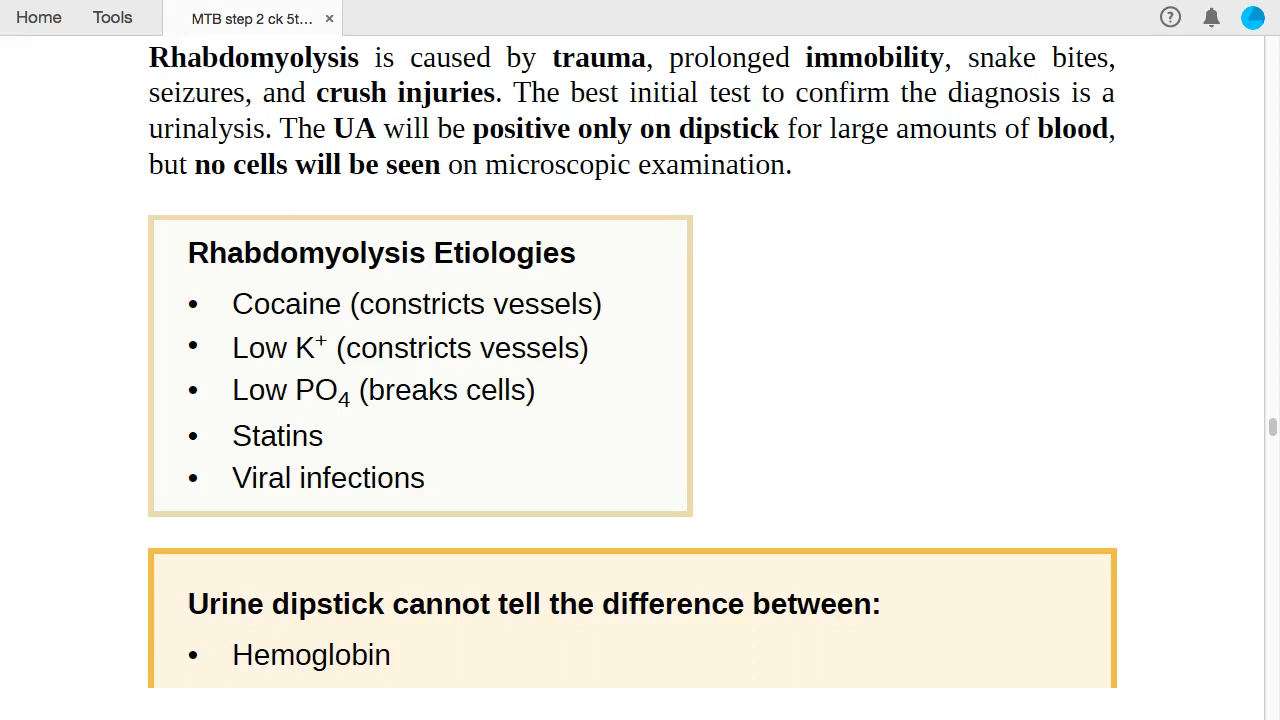 Home Tools MTB step 2 ck 5t... ×
Rhabdomyolysis is caused by trauma, prolonged immobility, snake bites,
seizures, and crush injuries. The best initial test to confirm the diagnosis is a
urinalysis. The UA will be positive only on dipstick for large amounts of blood,
but no cells will be seen on microscopic examination.
Rhabdomyolysis Etiologies
• Cocaine (constricts vessels)
• Low K⁺ (constricts vessels)
• Low PO₄ (breaks cells)
• Statins
• Viral infections
Urine dipstick cannot tell the difference between:
• Hemoglobin